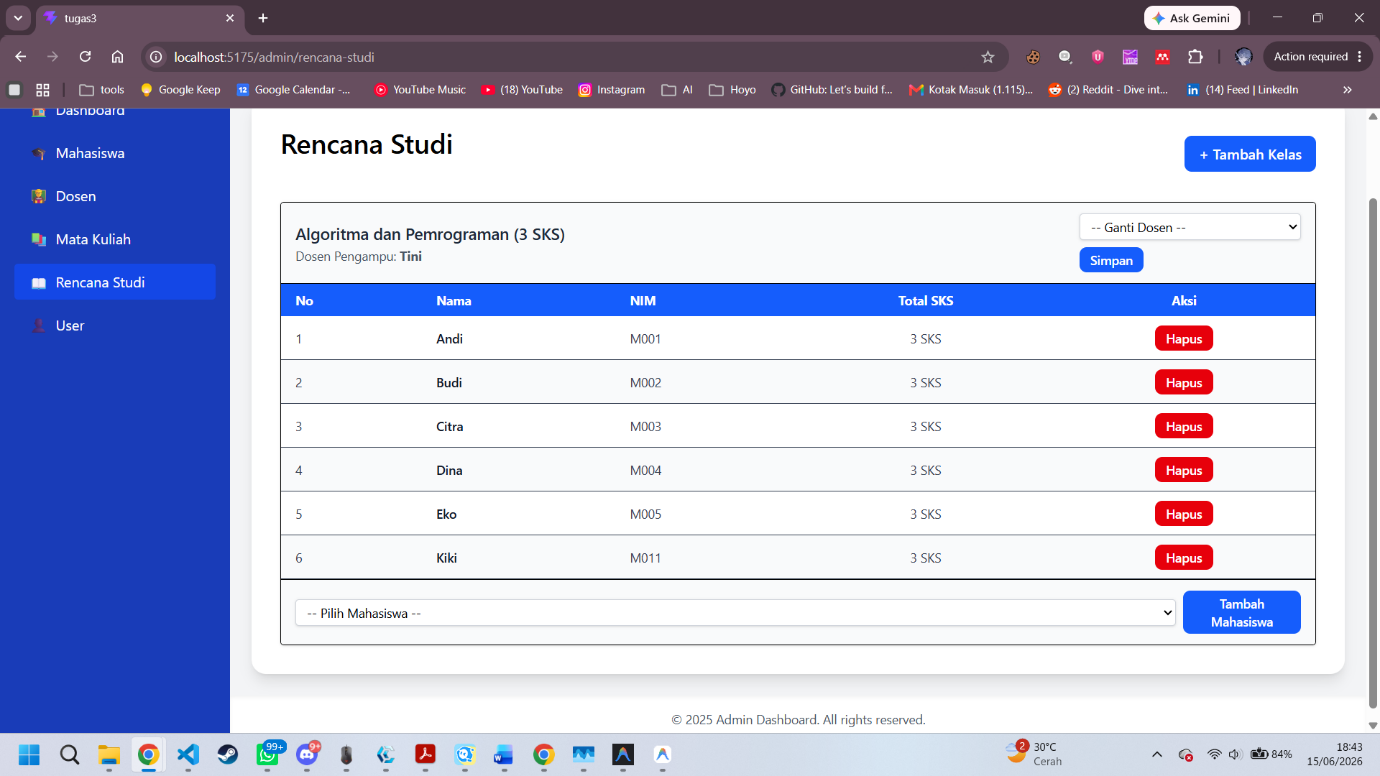 tugas3
Ask Gemini
localhost:5175/admin/rencana-studi
Action required
tools
Google Keep
12 Google Calendar -...
YouTube Music
(18) YouTube
Instagram
AI
Hoyo
GitHub: Let's build f...
Kotak Masuk (1.115)...
(2) Reddit - Dive int...
(14) Feed | LinkedIn
Dashboard
Mahasiswa
Dosen
Mata Kuliah
Rencana Studi
User
Rencana Studi
+ Tambah Kelas
Algoritma dan Pemrograman (3 SKS)
Dosen Pengampu: Tini
-- Ganti Dosen --
Simpan
No Nama NIM Total SKS Aksi
1 Andi M001 3 SKS Hapus
2 Budi M002 3 SKS Hapus
3 Citra M003 3 SKS Hapus
4 Dina M004 3 SKS Hapus
5 Eko M005 3 SKS Hapus
6 Kiki M011 3 SKS Hapus
-- Pilih Mahasiswa --
Tambah
Mahasiswa
© 2025 Admin Dashboard. All rights reserved.
99+
9+
2
30°C
Cerah
84%
18:43
15/06/2026